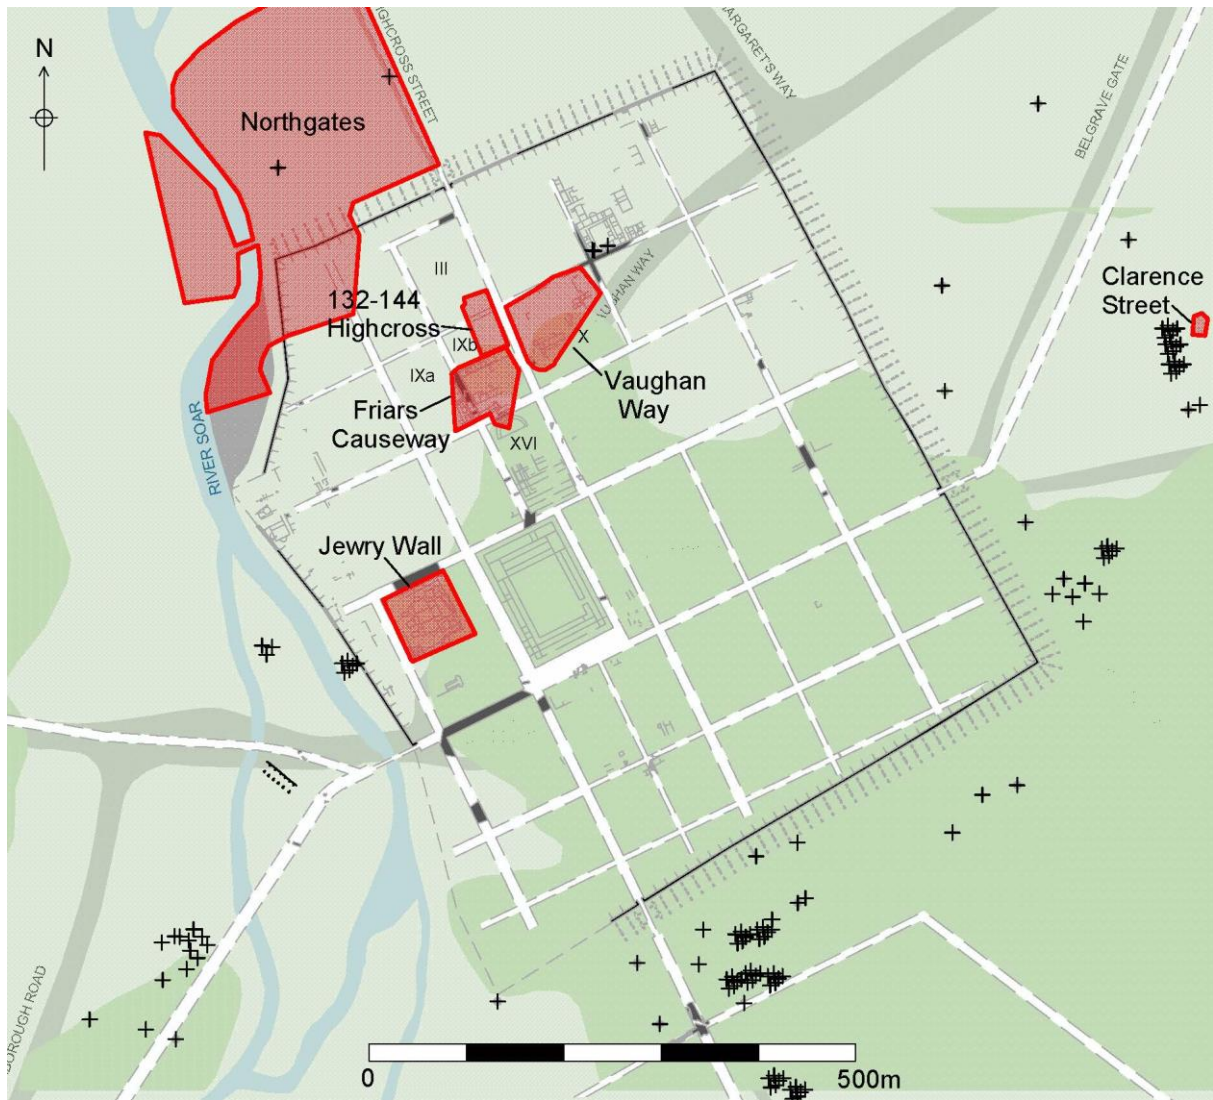 N
HIGHCROSS STREET
MARGARET'S WAY
BELGRAVE GATE
Northgates
III
VAUGHAN WAY
Clarence
Street
132-144
Highcross
IXb
X
IXa
Friars
Causeway
Vaughan
Way
XVI
RIVER SOAR
Jewry Wall
BOROUGH ROAD
0
500m